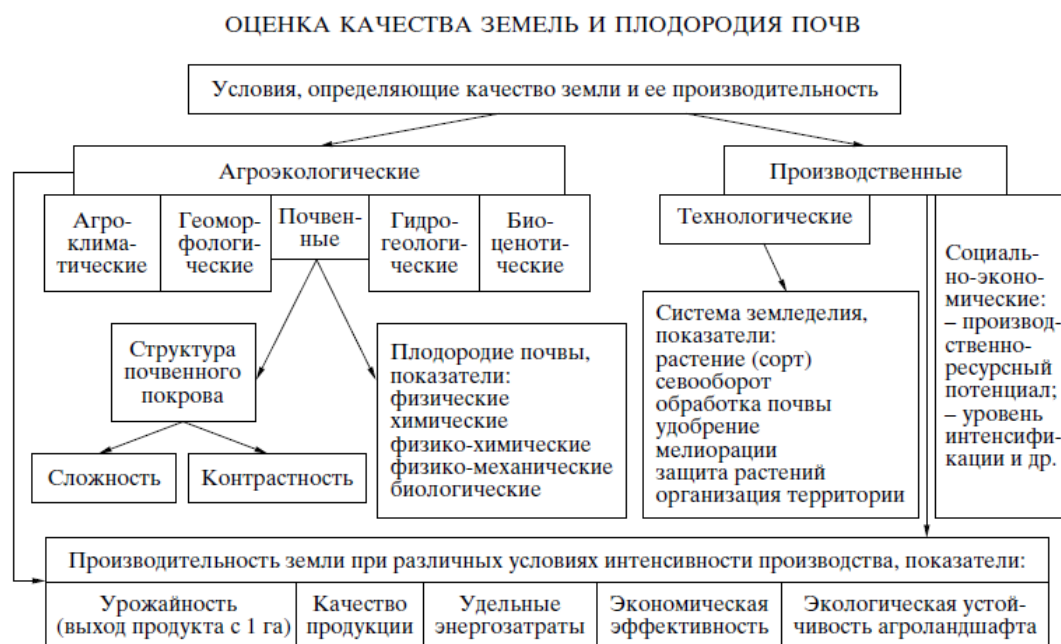 ОЦЕНКА КАЧЕСТВА ЗЕМЕЛЬ И ПЛОДОРОДИЯ ПОЧВ
Условия, определяющие качество земли и ее производительность
Агроэкологические
Производственные
Агро-
клима-
тические
Геомор-
фологи-
ческие
Почвен-
ные
Гидро-
геологи-
ческие
Био-
ценоти-
ческие
Технологические
Социаль-
но-эконо-
мические:
– производ-
ственно-
ресурсный
потенциал;
– уровень
интенсифи-
кации и др.
Структура
почвенного
покрова
Плодородие почвы,
показатели:
физические
химические
физико-химические
физико-механические
биологические
Система земледелия,
показатели:
растение (сорт)
севооборот
обработка почвы
удобрение
мелиорации
защита растений
организация территории
Сложность
Контрастность
Производительность земли при различных условиях интенсивности производства, показатели:
Урожайность
(выход продукта с 1 га)
Качество
продукции
Удельные
энергозатраты
Экономическая
эффективность
Экологическая устой-
чивость агроландшафта